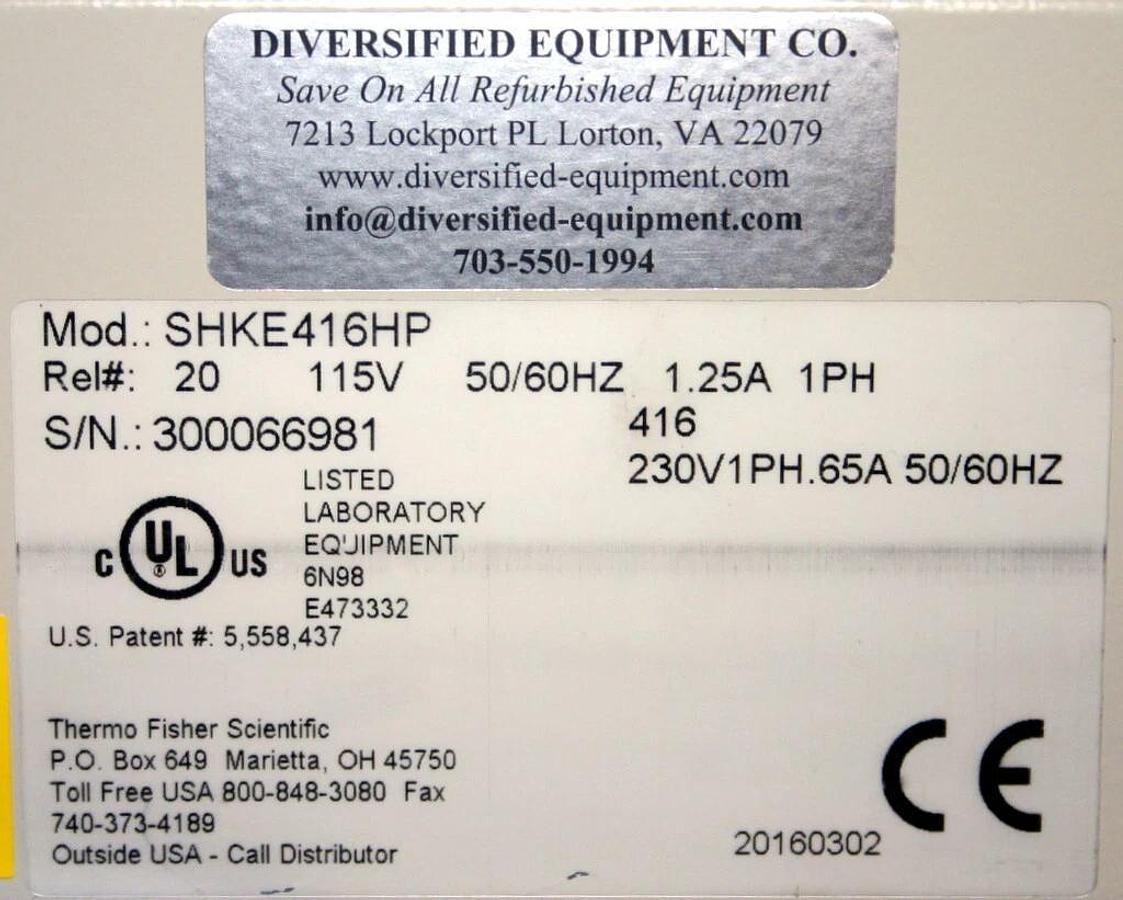 DIVERSIFIED EQUIPMENT CO.
Save On All Refurbished Equipment
7213 Lockport PL Lorton, VA 22079
www.diversified-equipment.com
info@diversified-equipment.com
703-550-1994
Mod.: SHKE416HP
Rel#: 20 115V 50/60HZ 1.25A 1PH
S/N.: 300066981
416
230V1PH.65A 50/60HZ
C UL ® US
LISTED
LABORATORY
EQUIPMENT
6N98
E473332
U.S. Patent #: 5,558,437
Thermo Fisher Scientific
P.O. Box 649 Marietta, OH 45750
Toll Free USA 800-848-3080 Fax
740-373-4189
Outside USA - Call Distributor
20160302
CE